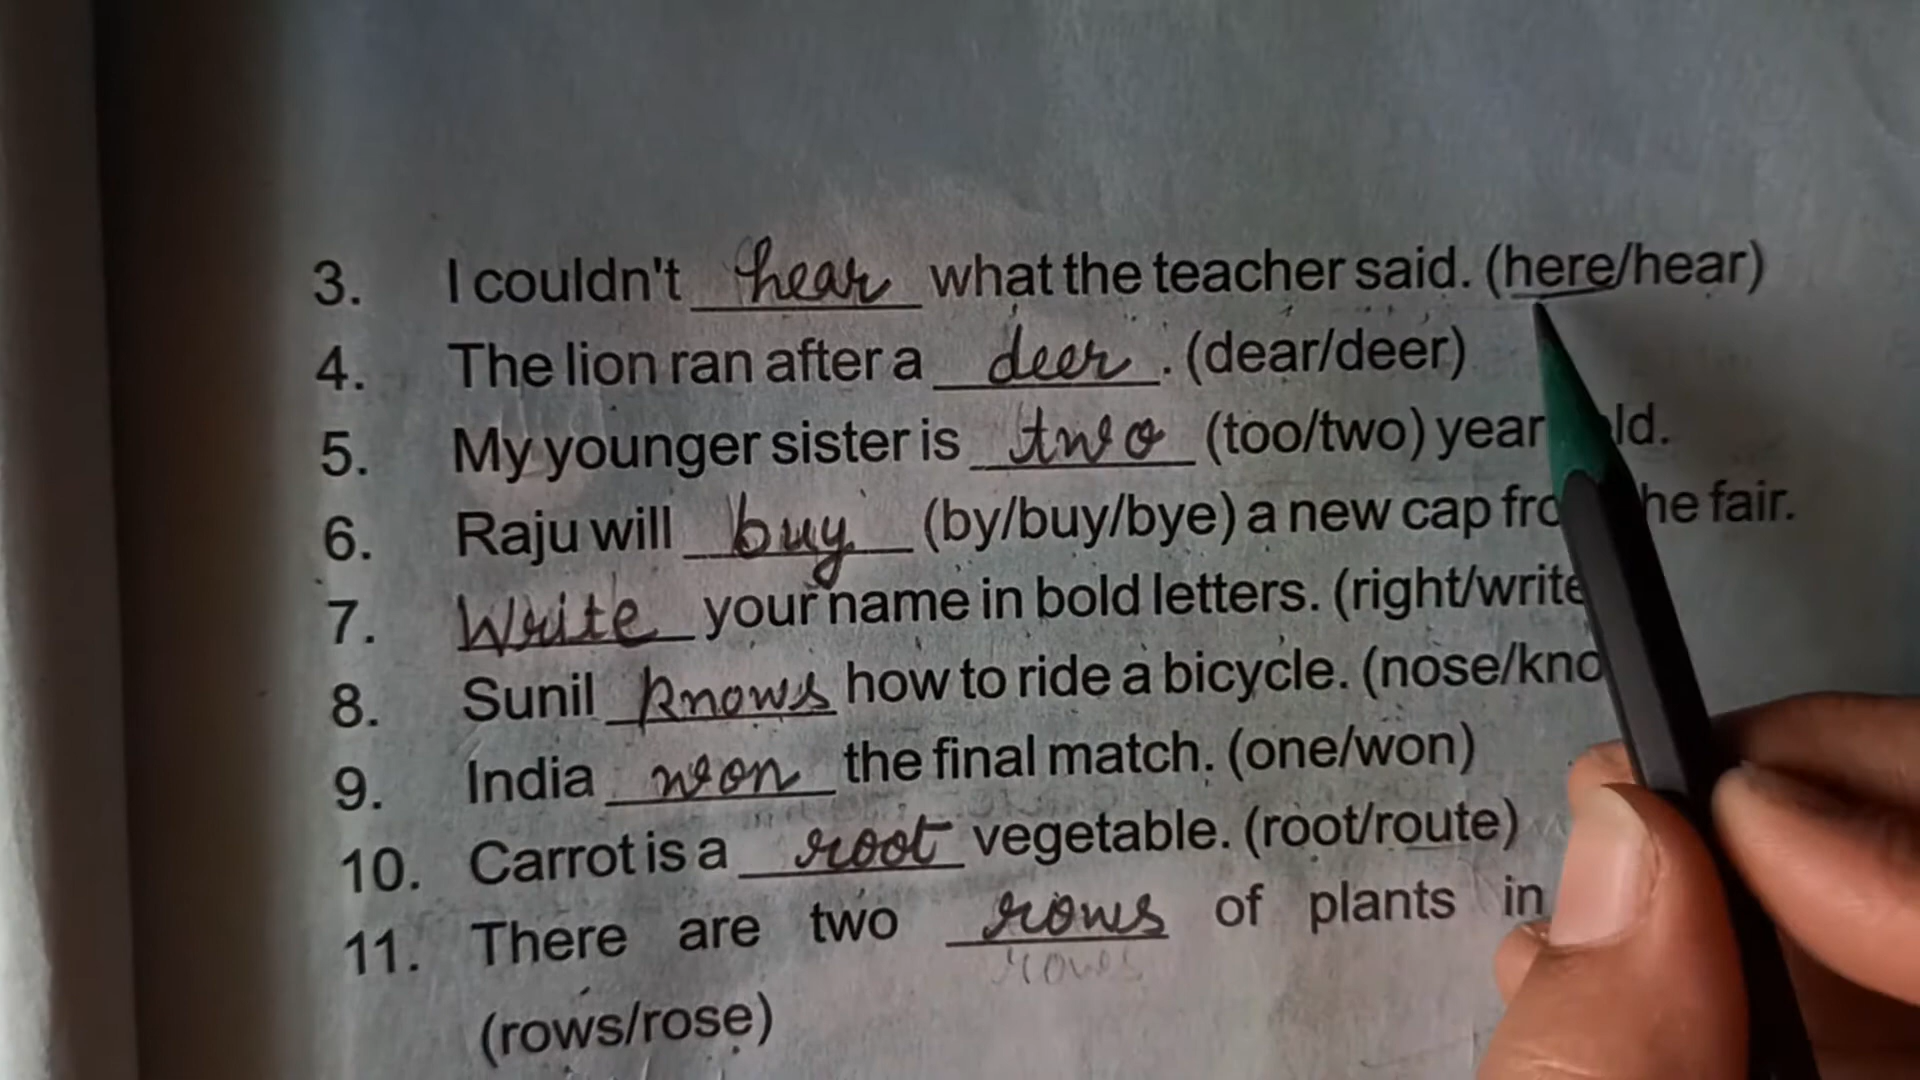 3. I couldn't hear what the teacher said. (here/hear)
4. The lion ran after a deer. (dear/deer)
5. My younger sister is two (too/two) year ld.
6. Raju will buy (by/buy/bye) a new cap fro he fair.
7. Write your name in bold letters. (right/write
8. Sunil knows how to ride a bicycle. (nose/kno
9. India won the final match. (one/won)
10. Carrot is a root vegetable. (root/route)
11. There are two rows of plants in
rows
(rows/rose)